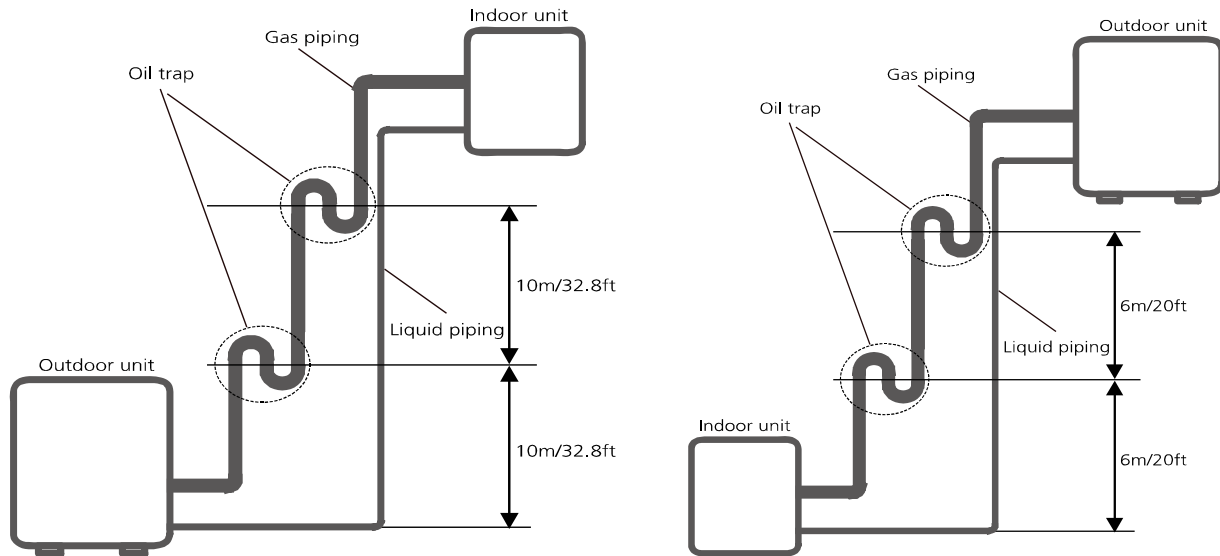 Indoor unit
Gas piping
Oil trap
10m/32.8ft
Liquid piping
Outdoor unit
10m/32.8ft
Outdoor unit
Gas piping
Oil trap
6m/20ft
Liquid piping
Indoor unit
6m/20ft